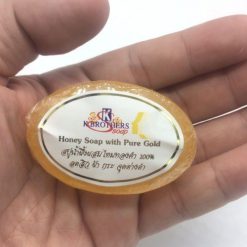 K
K.BROTHERS
soap
Honey Soap with Pure Gold
สบู่น้ำผึ้งผสมใยทองคำ 100%
ลดสิว ฝ้า กระ จุดด่างดำ